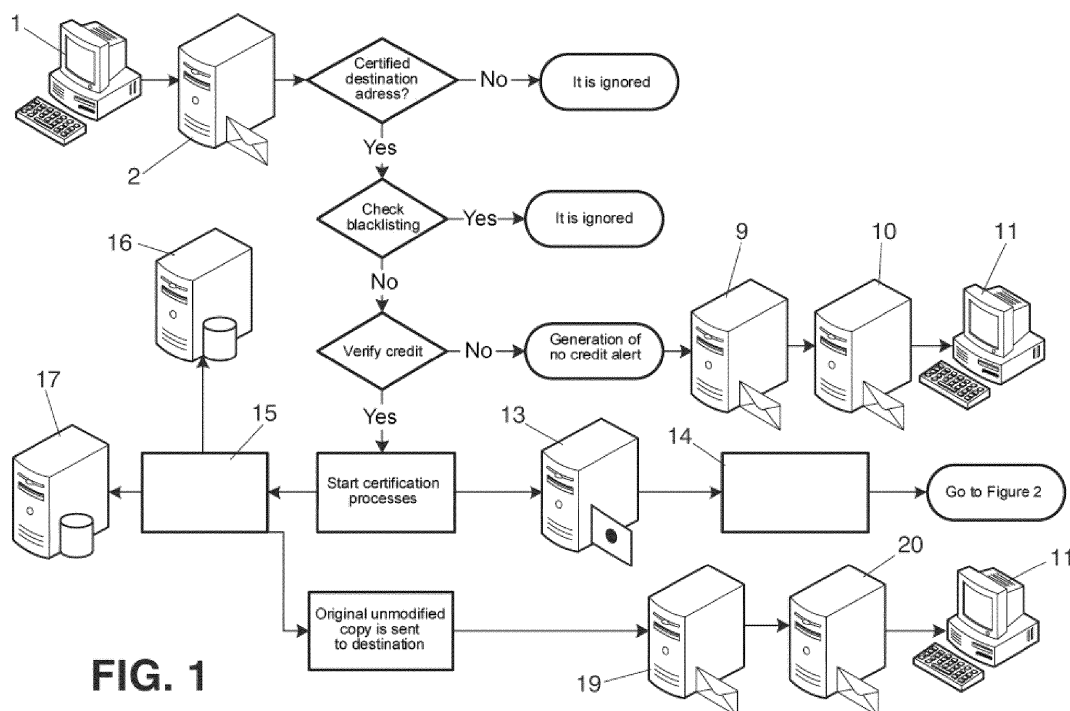 1
2
Certified
destination
adress?
No
It is ignored
Yes
Check
blacklisting
Yes
It is ignored
No
16
9
10
11
Verify credit
No
Generation of
no credit alert
Yes
17
15
Start certification
processes
13
14
Go to Figure 2
Original unmodified
copy is sent
to destination
19
20
11
FIG. 1